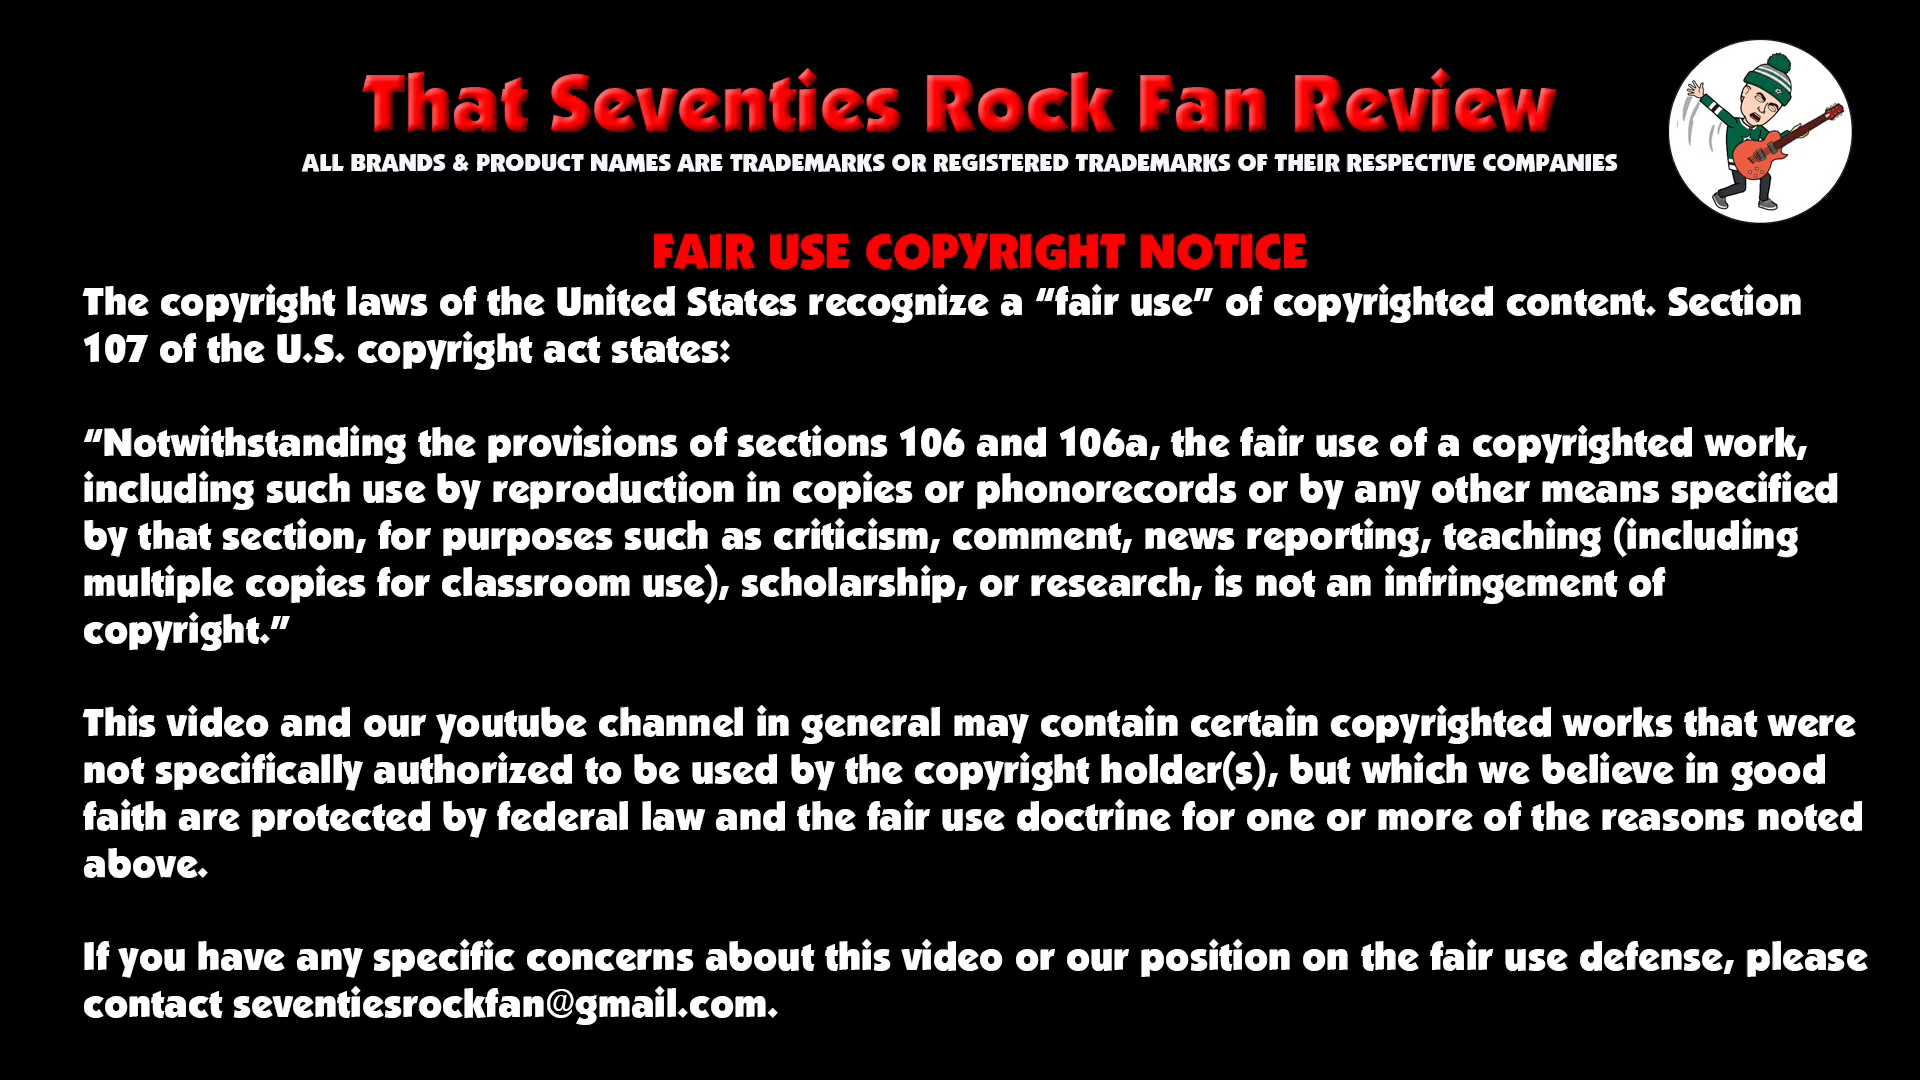 That Seventies Rock Fan Review
ALL BRANDS & PRODUCT NAMES ARE TRADEMARKS OR REGISTERED TRADEMARKS OF THEIR RESPECTIVE COMPANIES
FAIR USE COPYRIGHT NOTICE
The copyright laws of the United States recognize a “fair use” of copyrighted content. Section
107 of the U.S. copyright act states:
“Notwithstanding the provisions of sections 106 and 106a, the fair use of a copyrighted work,
including such use by reproduction in copies or phonorecords or by any other means specified
by that section, for purposes such as criticism, comment, news reporting, teaching (including
multiple copies for classroom use), scholarship, or research, is not an infringement of
copyright.”
This video and our youtube channel in general may contain certain copyrighted works that were
not specifically authorized to be used by the copyright holder(s), but which we believe in good
faith are protected by federal law and the fair use doctrine for one or more of the reasons noted
above.
If you have any specific concerns about this video or our position on the fair use defense, please
contact seventiesrockfan@gmail.com.